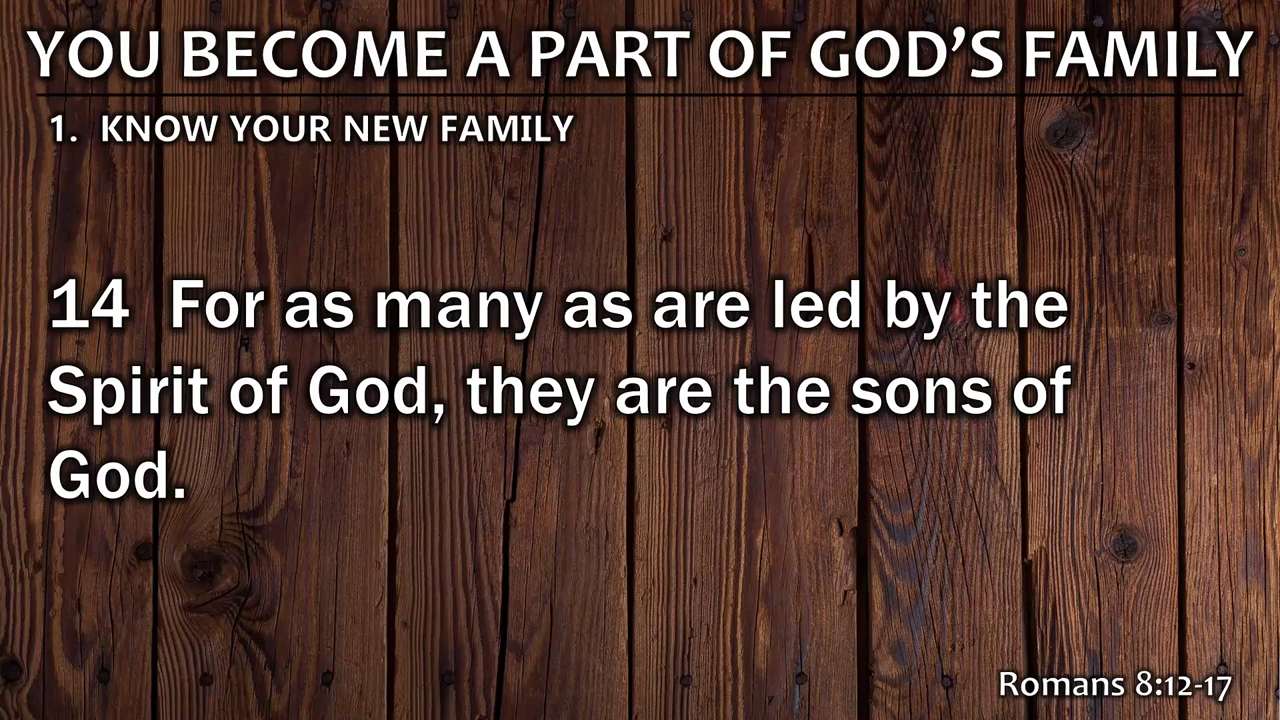 YOU BECOME A PART OF GOD’S FAMILY
1. KNOW YOUR NEW FAMILY
14 For as many as are led by the
Spirit of God, they are the sons of
God.
Romans 8:12-17